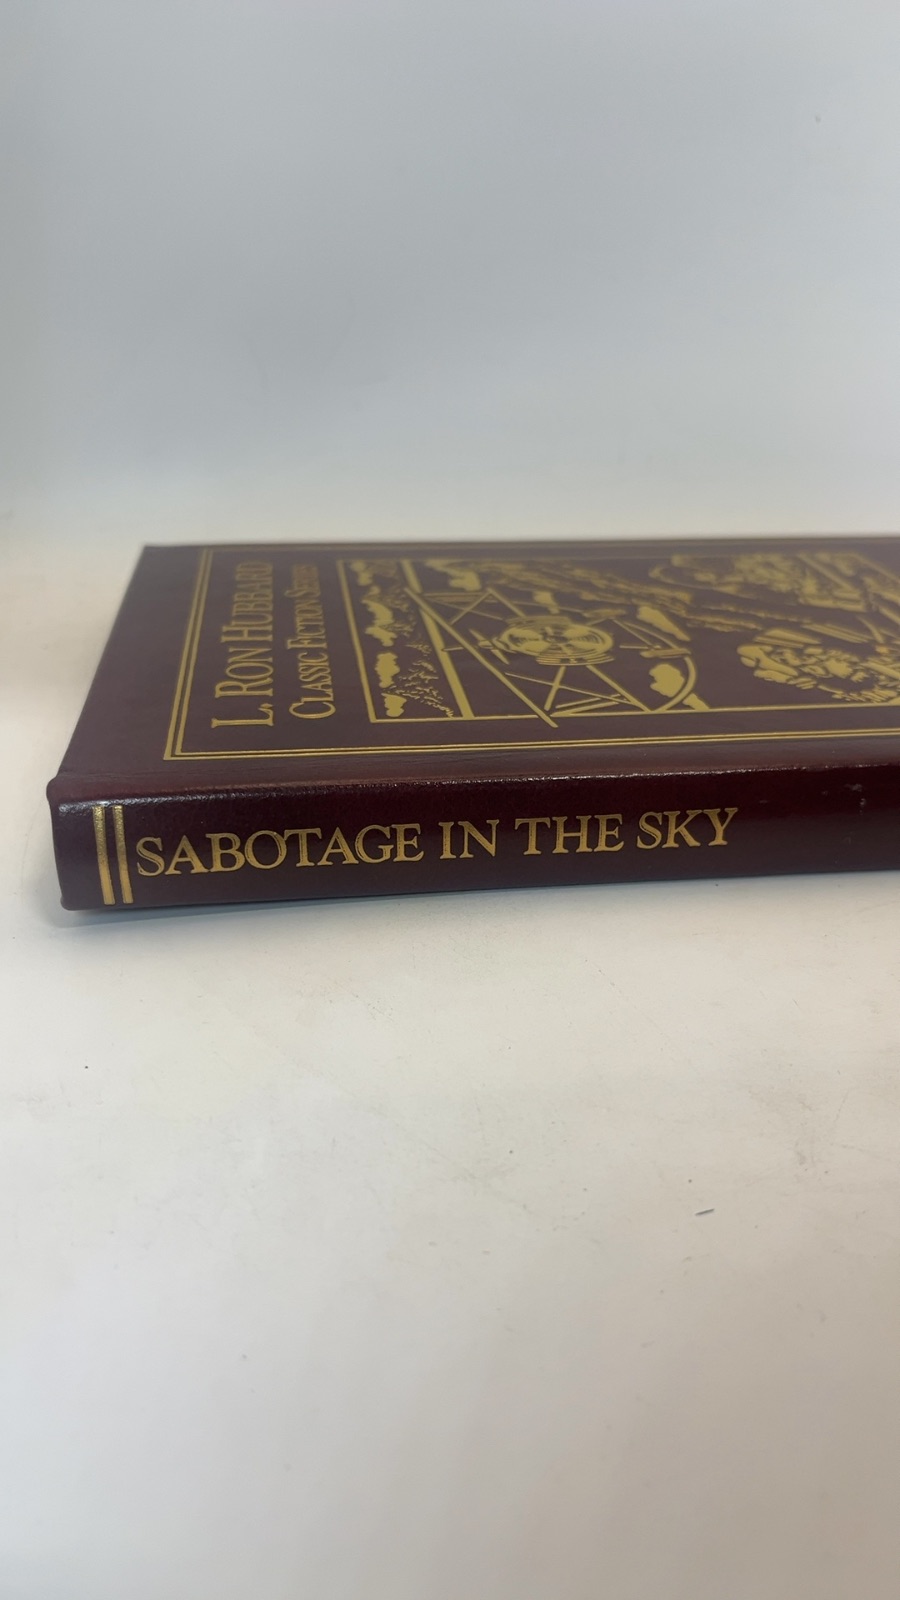 L. RON HUBBARD
CLASSIC FICTION SERIES
SABOTAGE IN THE SKY